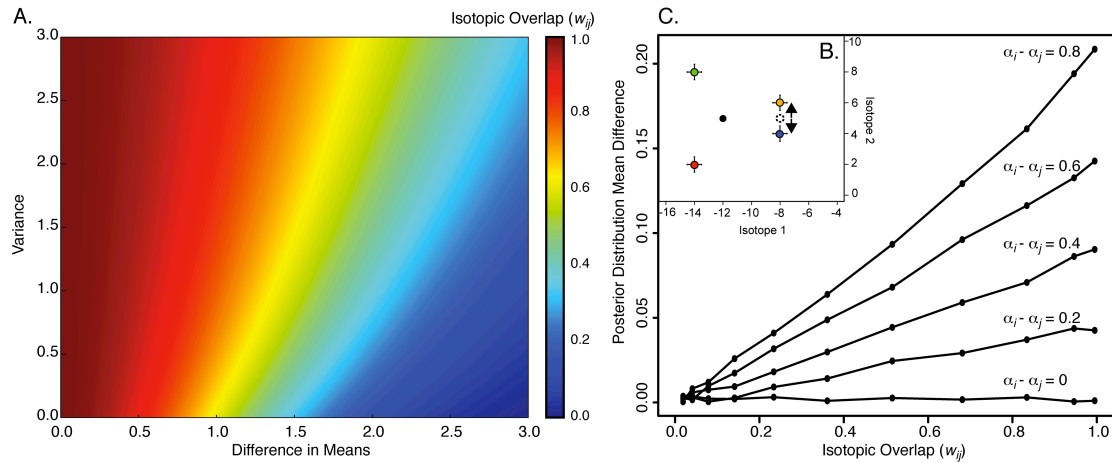 A.
Isotopic Overlap (wij)
Variance
3.0
2.5
2.0
1.5
1.0
0.5
0.0
0.0 0.5 1.0 1.5 2.0 2.5 3.0
Difference in Means
1.0
0.8
0.6
0.4
0.2
0.0
C.
Posterior Distribution Mean Difference
0.20
0.15
0.10
0.05
0.00
B.
10
8
6
4
2
0
Isotope 2
-16 -14 -12 -10 -8 -6 -4
Isotope 1
αi - αj = 0.8
αi - αj = 0.6
αi - αj = 0.4
αi - αj = 0.2
αi - αj = 0
0.0 0.2 0.4 0.6 0.8 1.0
Isotopic Overlap (wij)